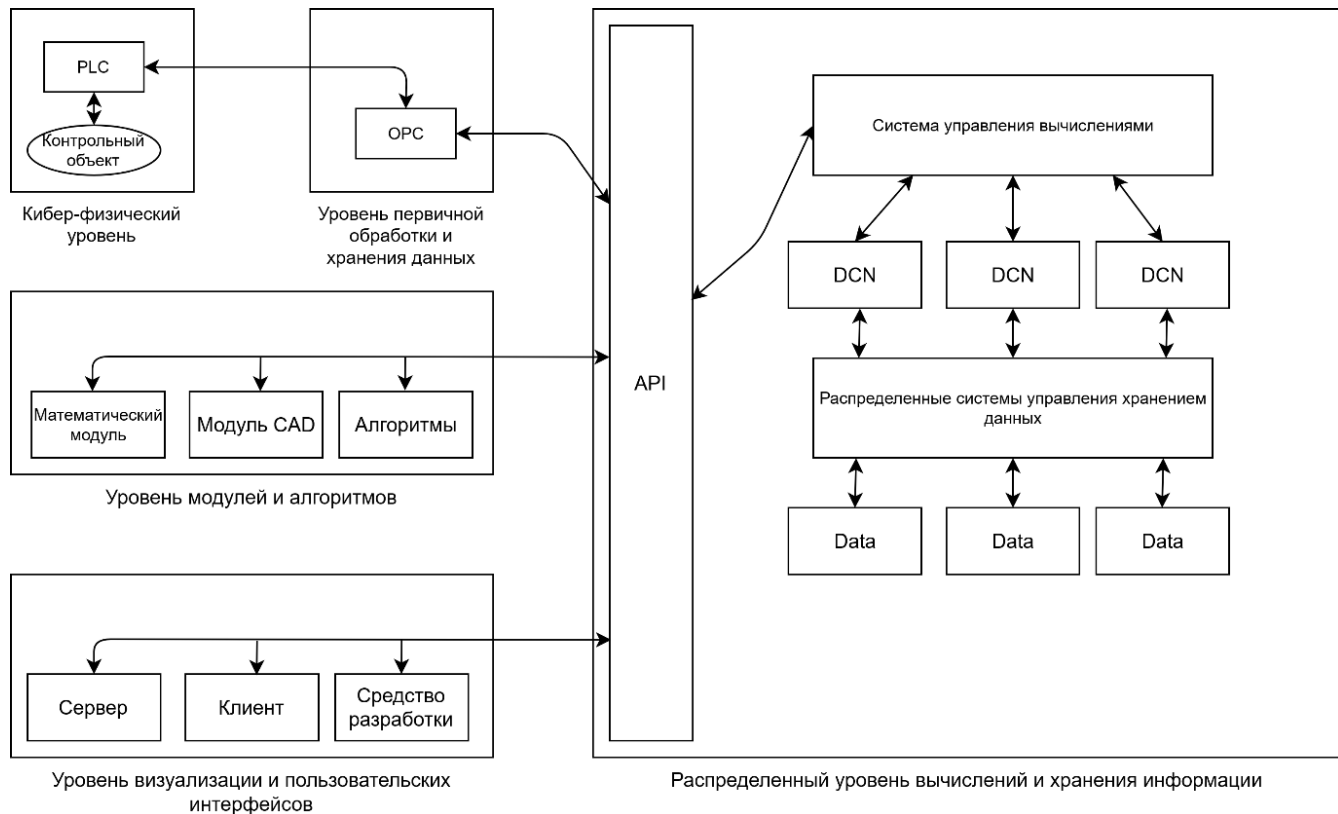 PLC
Контрольный
объект
Кибер-физический
уровень
OPC
Уровень первичной
обработки и
хранения данных
Математический
модуль
Модуль CAD
Алгоритмы
Уровень модулей и алгоритмов
Сервер
Клиент
Средство
разработки
Уровень визуализации и пользовательских
интерфейсов
API
Система управления вычислениями
DCN
DCN
DCN
Распределенные системы управления хранением
данных
Data
Data
Data
Распределенный уровень вычислений и хранения информации